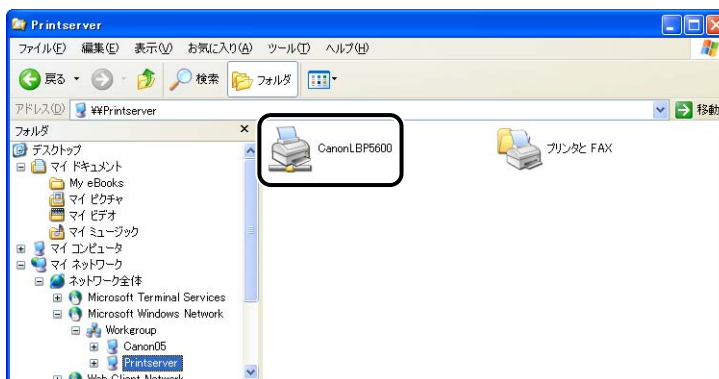 Printserver
ファイル(F) 編集(E) 表示(V) お気に入り(A) ツール(T) ヘルプ(H)
戻る 検索 フォルダ
アドレス(D) ¥¥Printserver 移動
フォルダ
デスクトップ
マイ ドキュメント
My eBooks
マイ ピクチャ
マイ ビデオ
マイ ミュージック
マイ コンピュータ
マイ ネットワーク
ネットワーク全体
Microsoft Terminal Services
Microsoft Windows Network
Workgroup
Canon05
Printserver
Web Client Network
CanonLBP5600
プリンタと FAX